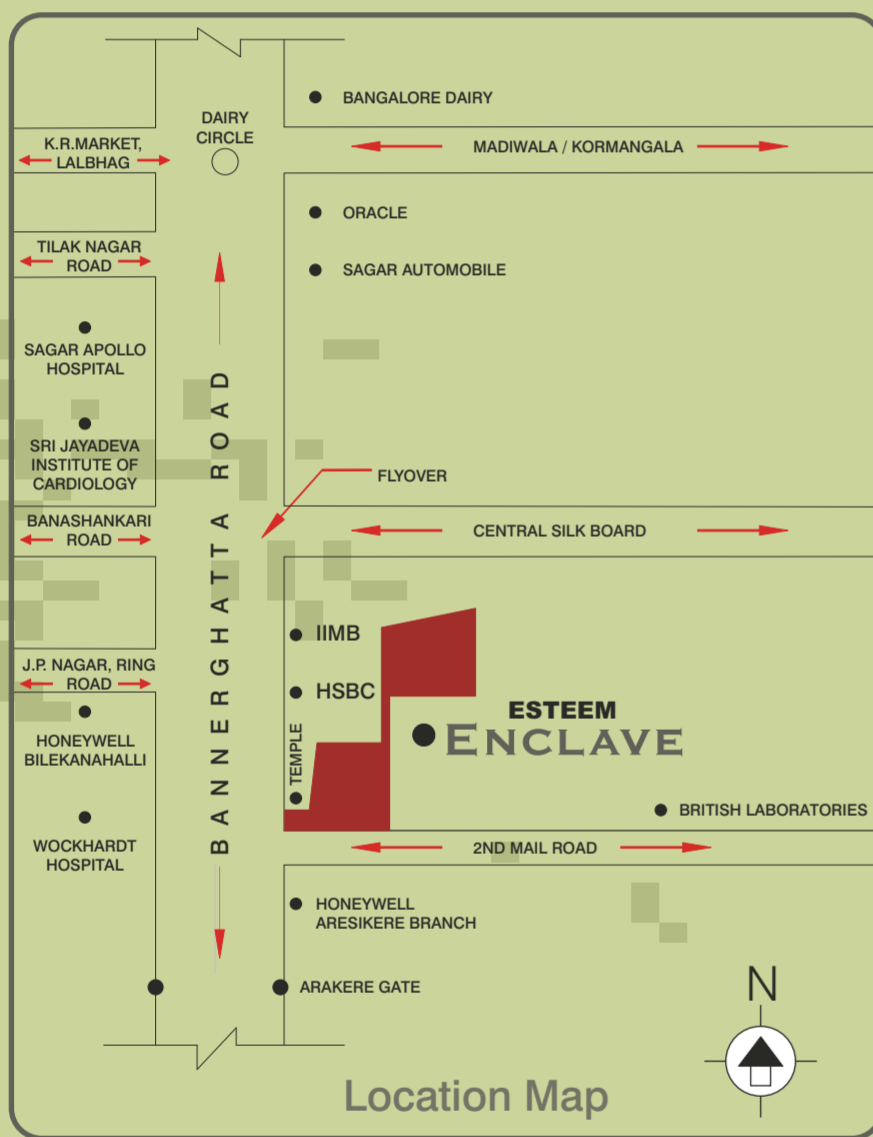 BANGALORE DAIRY
DAIRY
CIRCLE
K.R.MARKET,
LALBHAG
MADIWALA / KORMANGALA
ORACLE
TILAK NAGAR
ROAD
SAGAR AUTOMOBILE
SAGAR APOLLO
HOSPITAL
BANNERGHATTA ROAD
SRI JAYADEVA
INSTITUTE OF
CARDIOLOGY
FLYOVER
BANASHANKARI
ROAD
CENTRAL SILK BOARD
IIMB
J.P. NAGAR, RING
ROAD
HSBC
ESTEEM
ENCLAVE
TEMPLE
HONEYWELL
BILEKANAHALLI
BRITISH LABORATORIES
WOCKHARDT
HOSPITAL
2ND MAIL ROAD
HONEYWELL
ARESIKERE BRANCH
ARAKERE GATE
N
Location Map